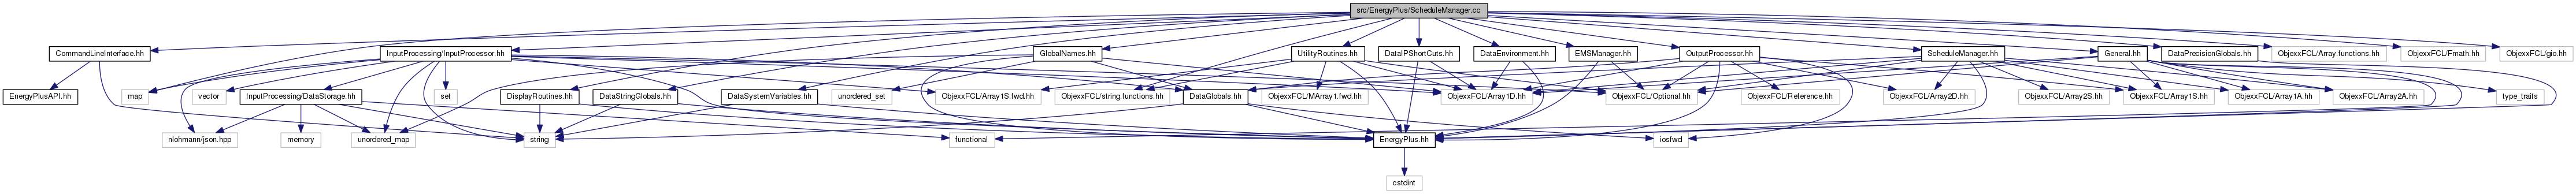 src/EnergyPlus/ScheduleManager.cc
CommandLineInterface.hh
InputProcessing/InputProcessor.hh
GlobalNames.hh
UtilityRoutines.hh
DataIPShortCuts.hh
DataEnvironment.hh
EMSManager.hh
OutputProcessor.hh
ScheduleManager.hh
General.hh
DataPrecisionGlobals.hh
ObjexxFCL/Array.functions.hh
ObjexxFCL/Fmath.hh
ObjexxFCL/gio.hh
EnergyPlusAPI.hh
map
vector
InputProcessing/DataStorage.hh
set
DisplayRoutines.hh
DataStringGlobals.hh
DataSystemVariables.hh
unordered_set
ObjexxFCL/Array1S.fwd.hh
ObjexxFCL/string.functions.hh
DataGlobals.hh
ObjexxFCL/MArray1.fwd.hh
ObjexxFCL/Array1D.hh
ObjexxFCL/Optional.hh
ObjexxFCL/Reference.hh
ObjexxFCL/Array2D.hh
ObjexxFCL/Array2S.hh
ObjexxFCL/Array1S.hh
ObjexxFCL/Array1A.hh
ObjexxFCL/Array2A.hh
type_traits
nlohmann/json.hpp
memory
unordered_map
string
functional
EnergyPlus.hh
iosfwd
cstdint